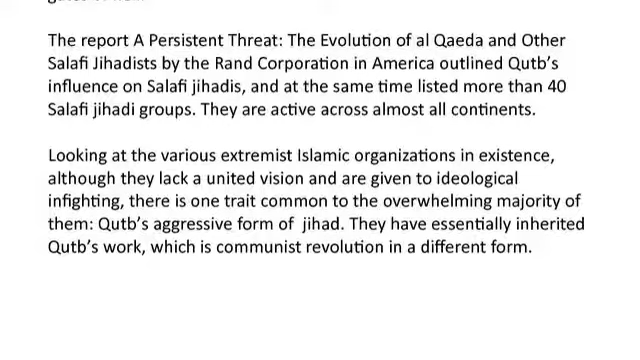 The report A Persistent Threat: The Evolution of al Qaeda and Other
Salafi Jihadists by the Rand Corporation in America outlined Qutb’s
influence on Salafi jihadis, and at the same time listed more than 40
Salafi jihadi groups. They are active across almost all continents.
Looking at the various extremist Islamic organizations in existence,
although they lack a united vision and are given to ideological
infighting, there is one trait common to the overwhelming majority of
them: Qutb’s aggressive form of  jihad. They have essentially inherited
Qutb’s work, which is communist revolution in a different form.